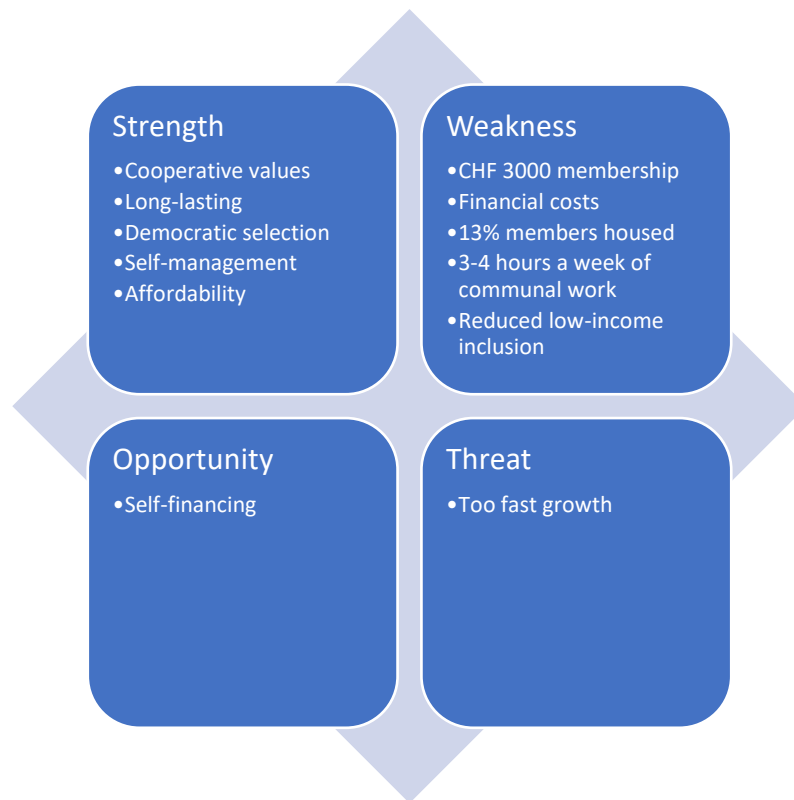 Strength
•Cooperative values
•Long-lasting
•Democratic selection
•Self-management
•Affordability
Weakness
•CHF 3000 membership
•Financial costs
•13% members housed
•3-4 hours a week of
communal work
•Reduced low-income
inclusion
Opportunity
•Self-financing
Threat
•Too fast growth